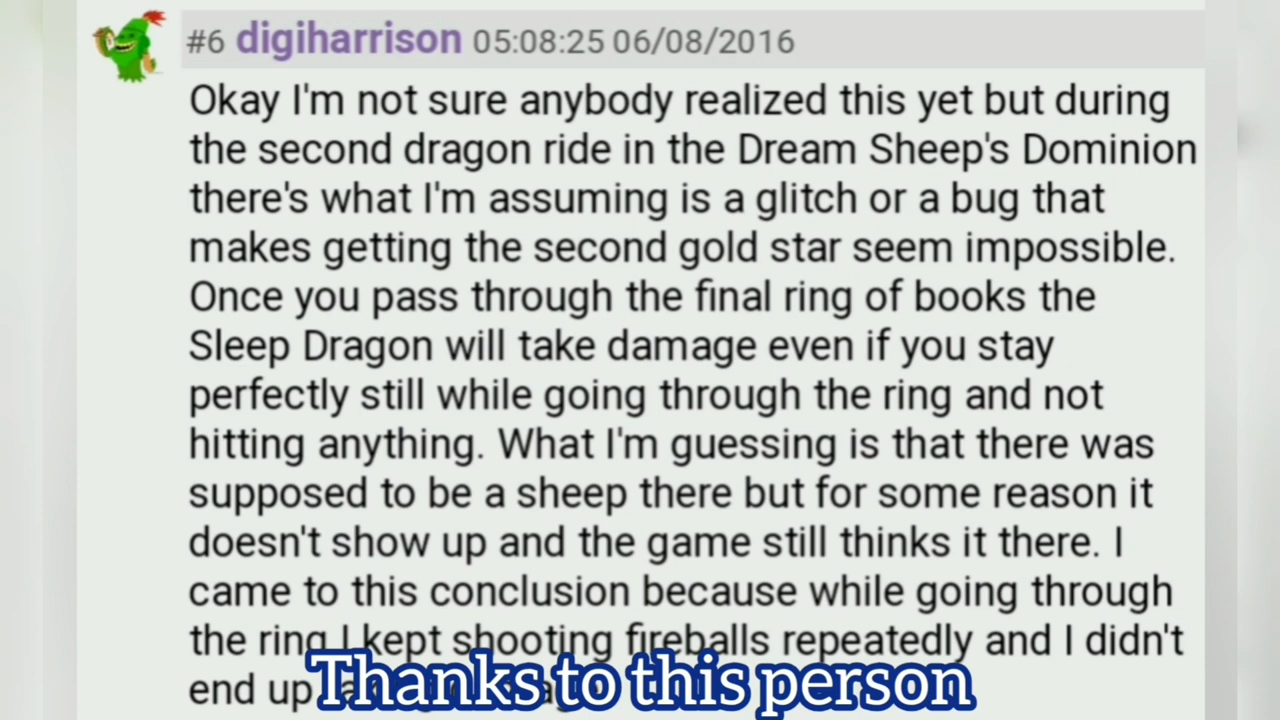 #6 digiharrison 05:08:25 06/08/2016
Okay I'm not sure anybody realized this yet but during
the second dragon ride in the Dream Sheep's Dominion
there's what I'm assuming is a glitch or a bug that
makes getting the second gold star seem impossible.
Once you pass through the final ring of books the
Sleep Dragon will take damage even if you stay
perfectly still while going through the ring and not
hitting anything. What I'm guessing is that there was
supposed to be a sheep there but for some reason it
doesn't show up and the game still thinks it there. I
came to this conclusion because while going through
the ring I kept shooting fireballs repeatedly and I didn't
end up
Thanks to this person